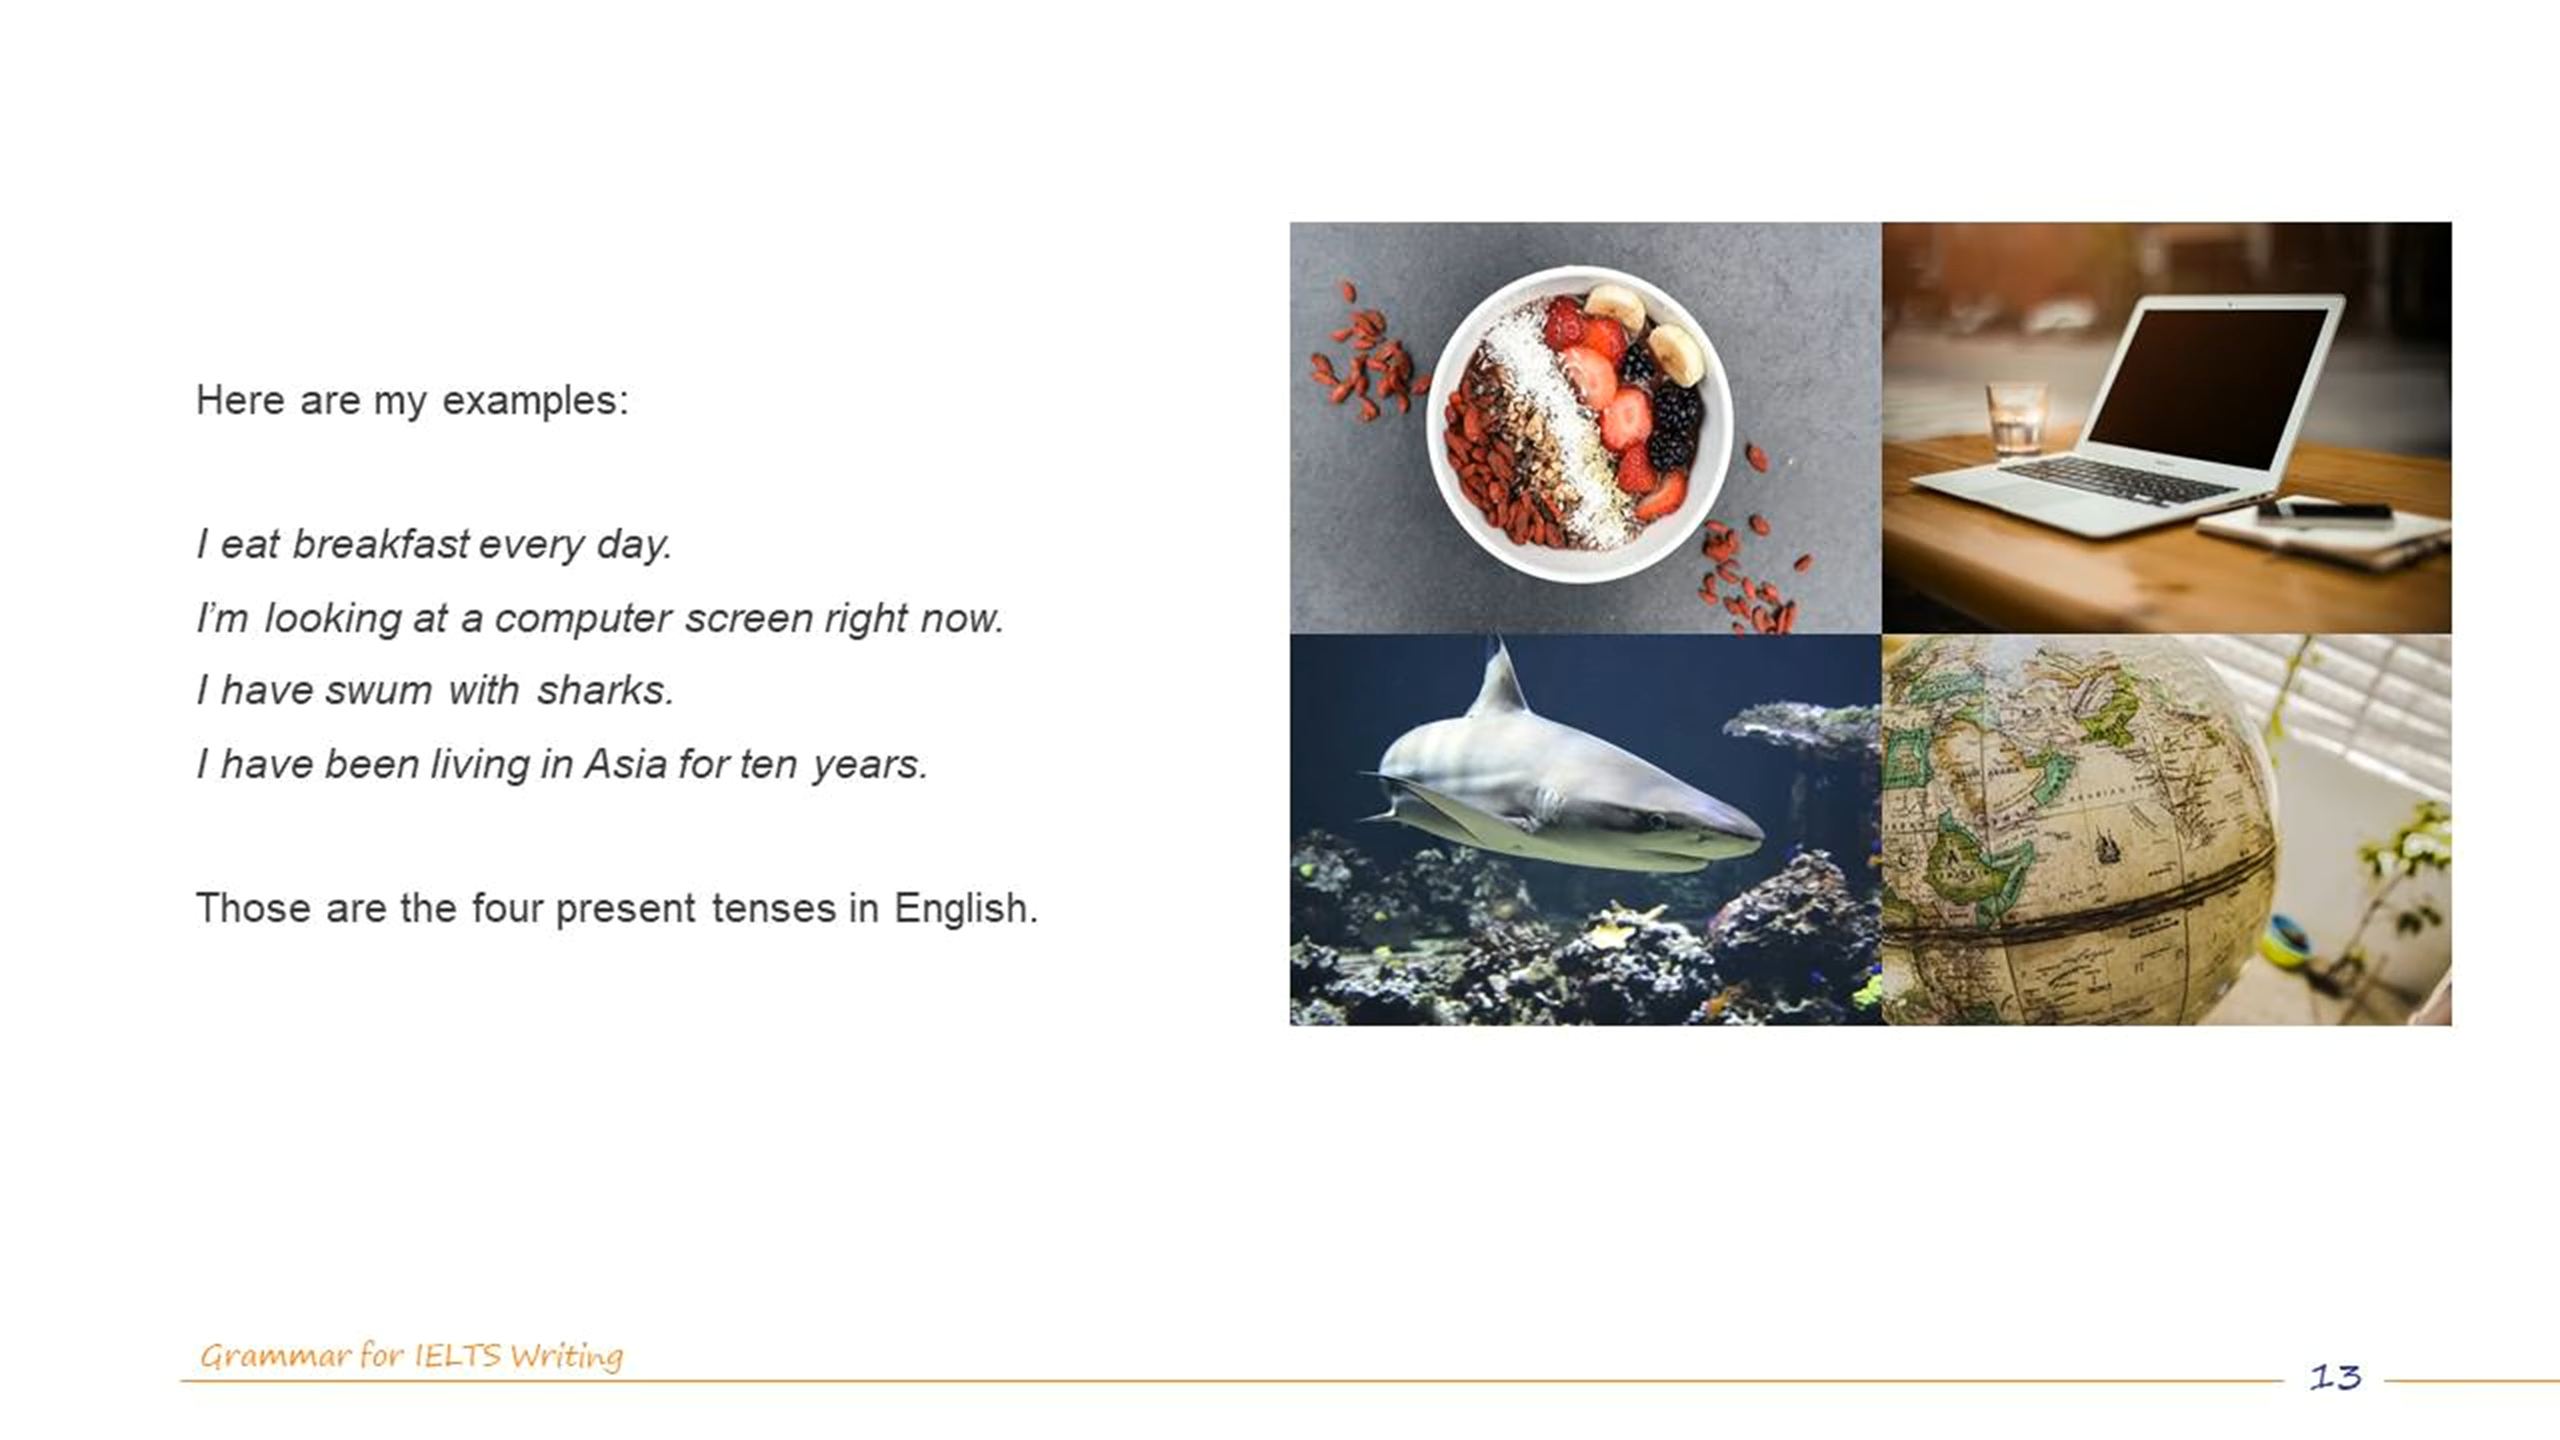 Here are my examples:
I eat breakfast every day.
I’m looking at a computer screen right now.
I have swum with sharks.
I have been living in Asia for ten years.
Those are the four present tenses in English.
Grammar for IELTS Writing
13